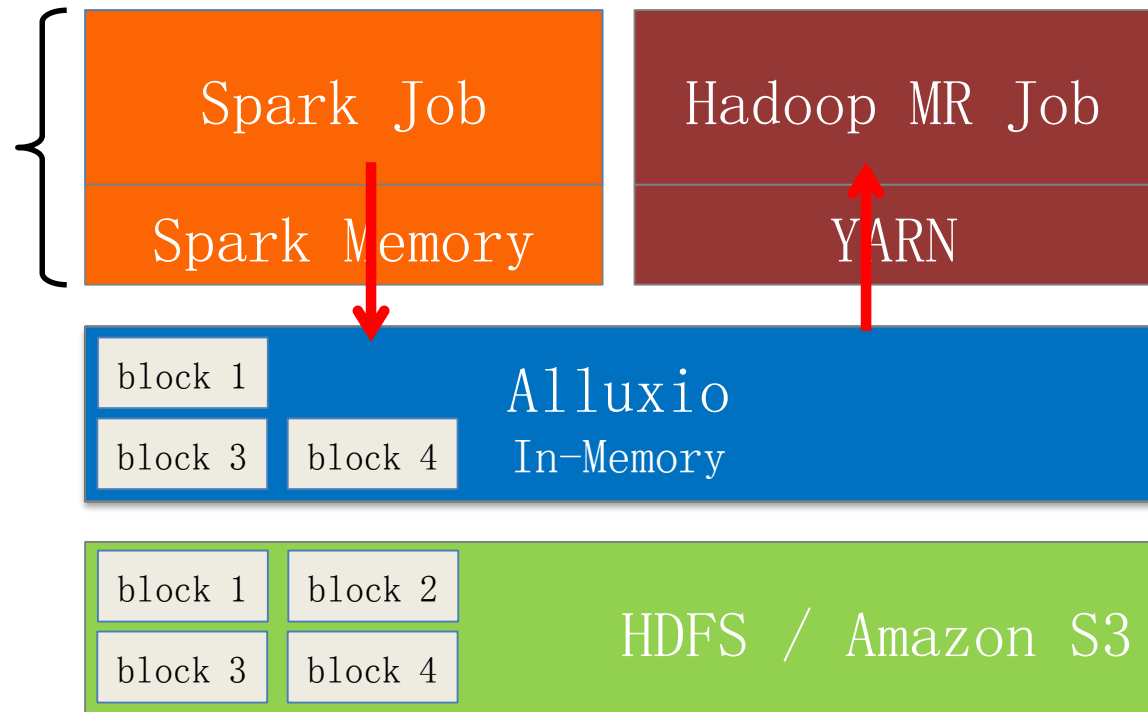 Spark Job
Hadoop MR Job
Spark Memory
YARN
block 1
Alluxio
block 3
block 4
In-Memory
block 1
block 2
HDFS / Amazon S3
block 3
block 4